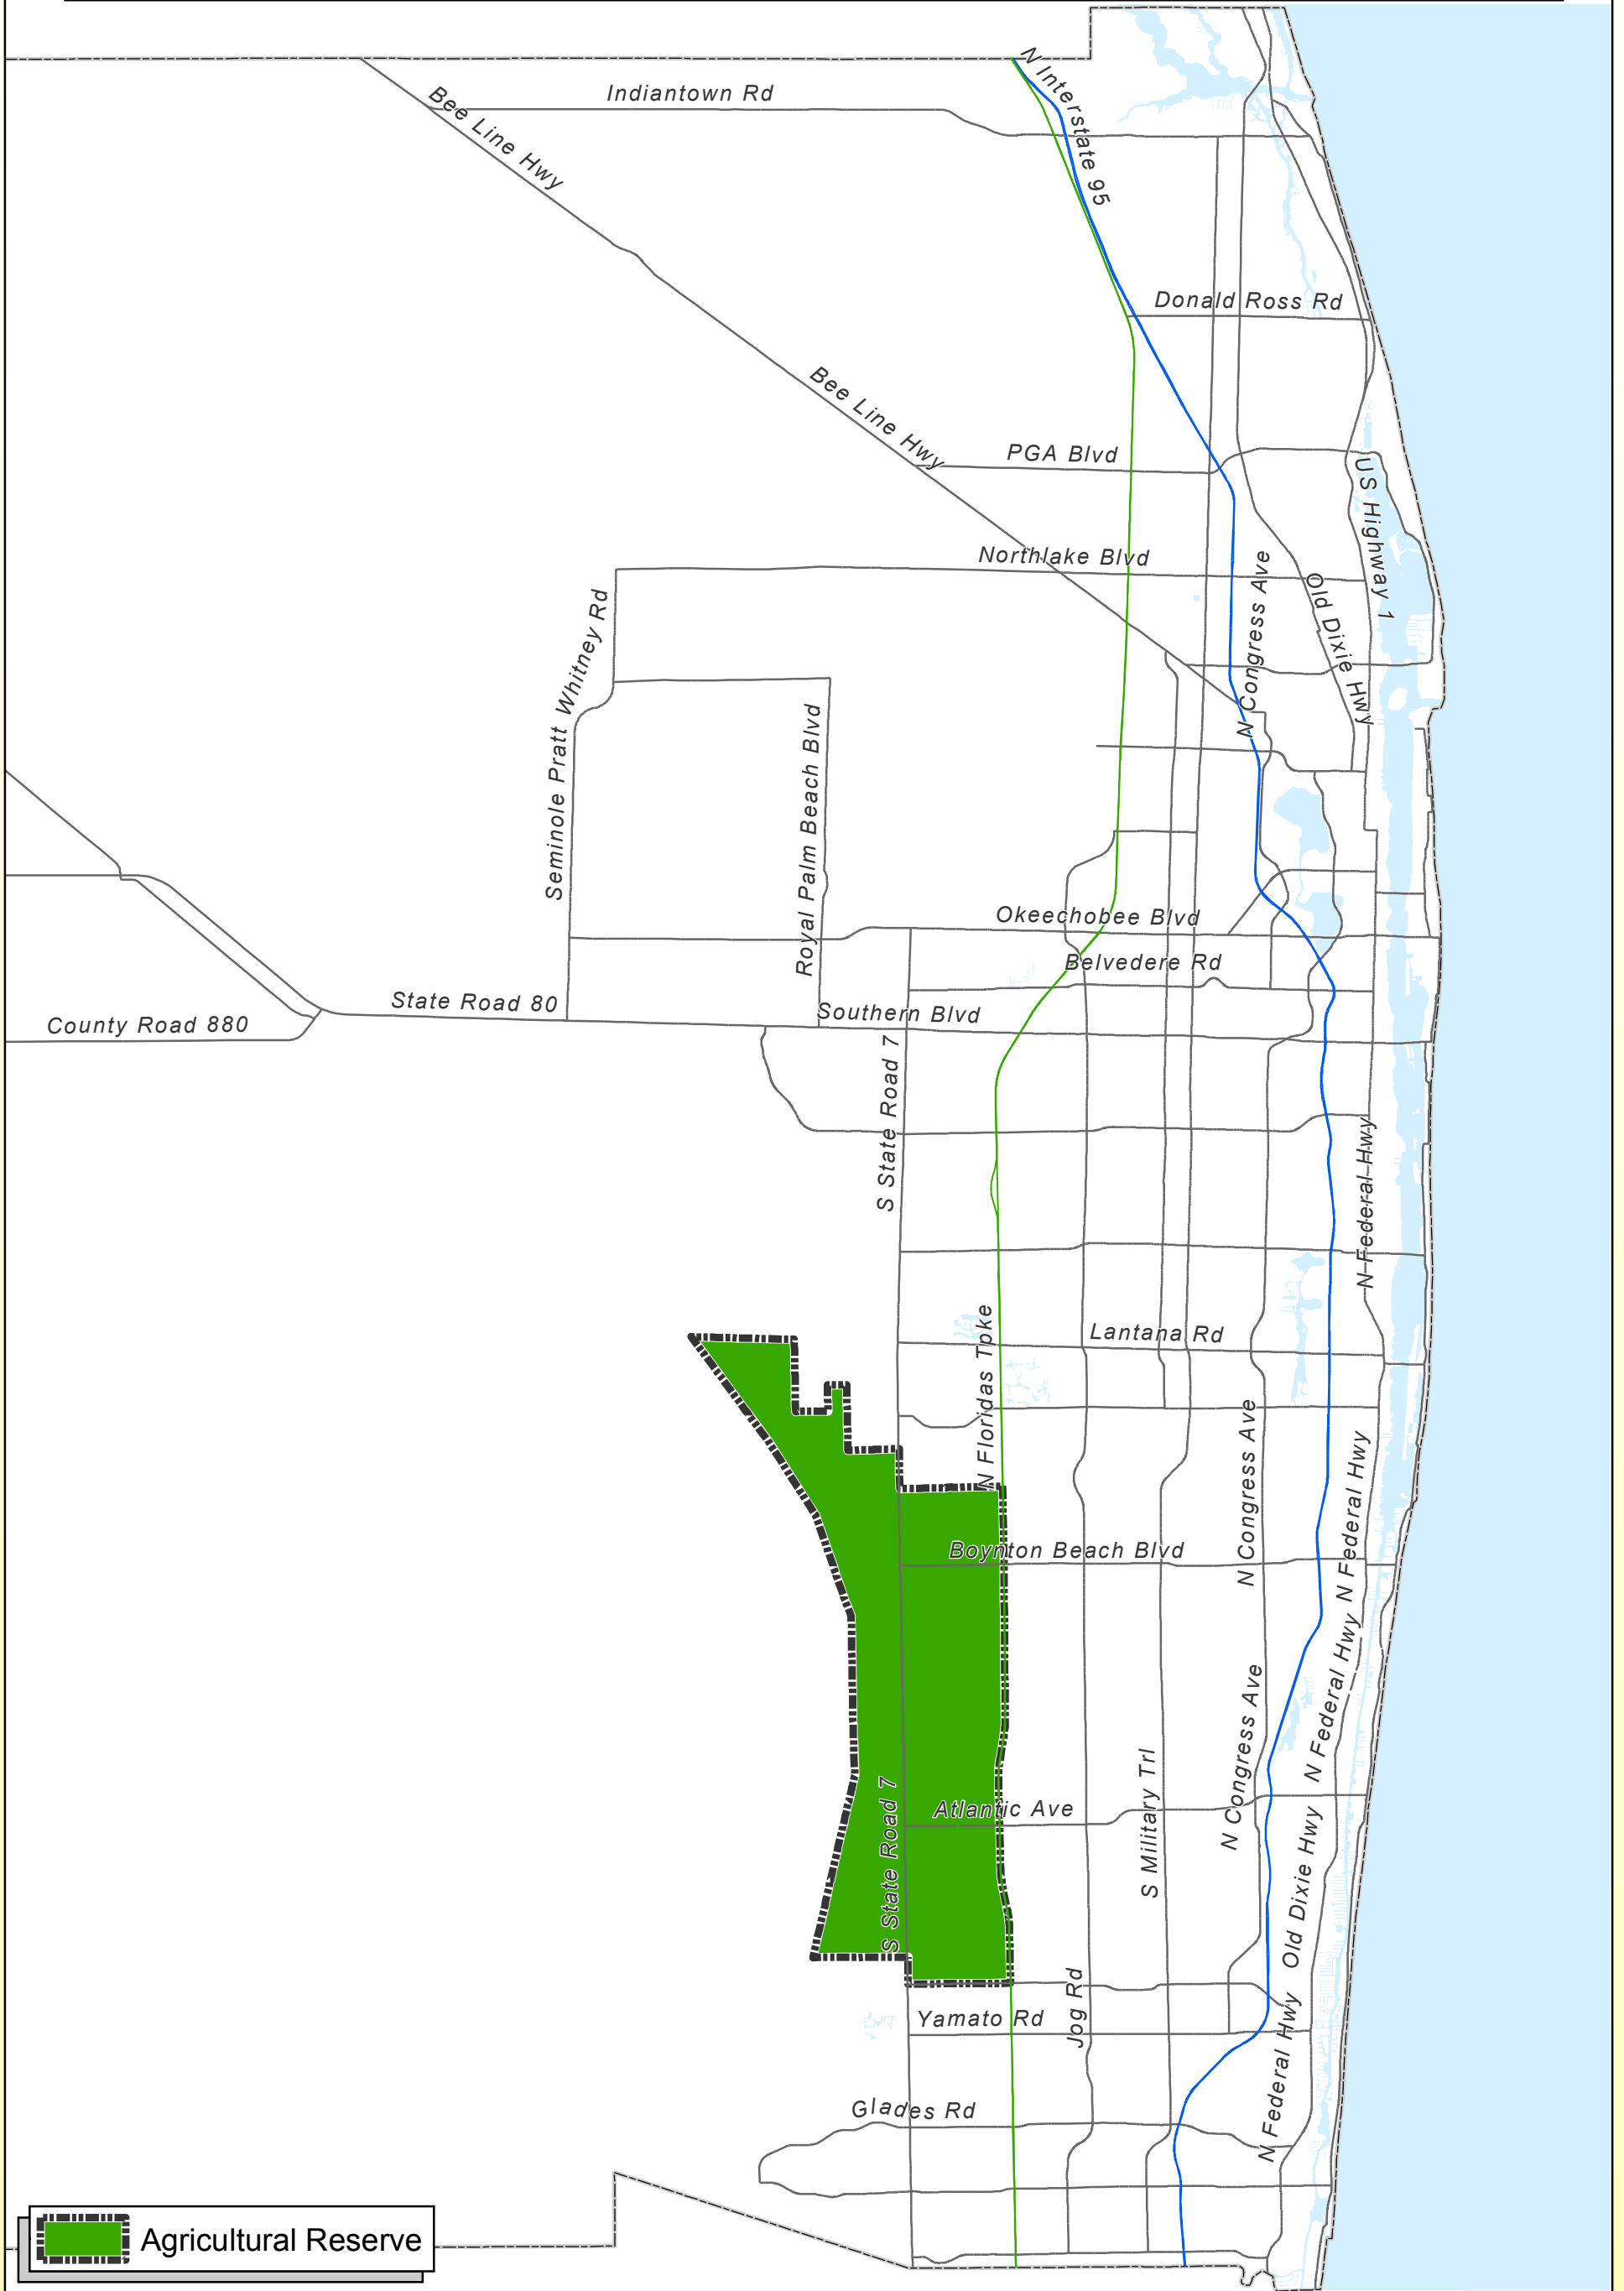 N Interstate 95
Indiantown Rd
Bee Line Hwy
Donald Ross Rd
Bee Line Hwy
PGA Blvd
US Highway 1
Northlake Blvd
N Congress Ave
Old Dixie Hwy
Seminole Pratt Whitney Rd
Royal Palm Beach Blvd
Okeechobee Blvd
Belvedere Rd
State Road 80
Southern Blvd
County Road 880
S State Road 7
N Federal Hwy
N Floridas Tpke
Lantana Rd
N Congress Ave
N Federal Hwy
Boynton Beach Blvd
N Federal Hwy
N Congress Ave
S Military Trl
S State Road 7
Atlantic Ave
Old Dixie Hwy
Jog Rd
Yamato Rd
N Federal Hwy
Glades Rd
Agricultural Reserve